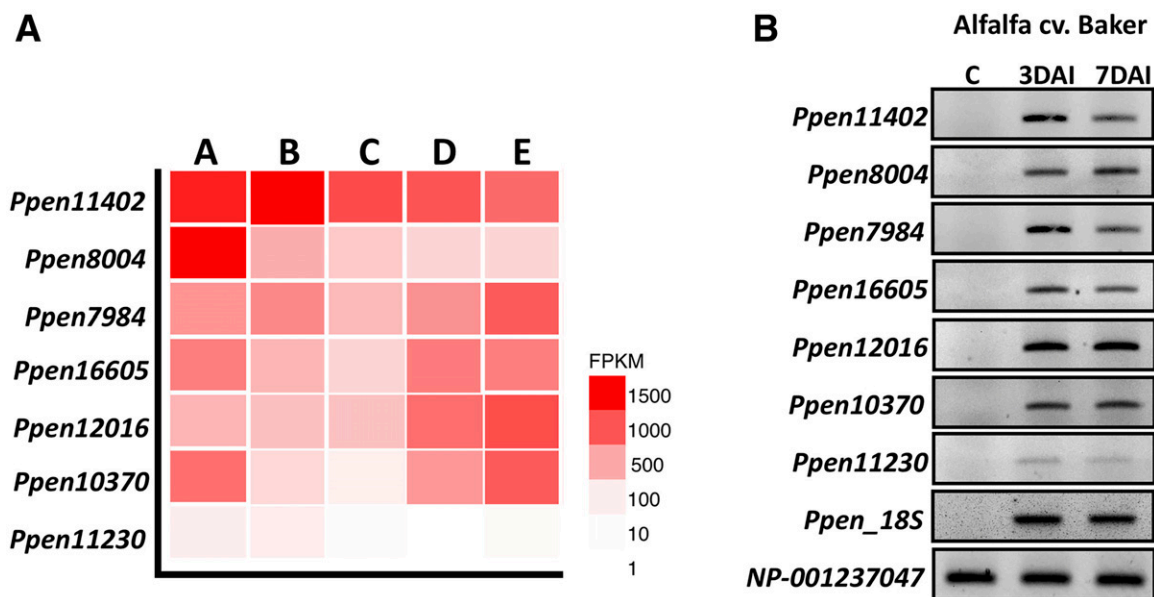 A
A B C D E
Ppen11402
Ppen8004
Ppen7984
Ppen16605
Ppen12016
Ppen10370
Ppen11230
FPKM
1500
1000
500
100
10
1
B
Alfalfa cv. Baker
C 3DAI 7DAI
Ppen11402
Ppen8004
Ppen7984
Ppen16605
Ppen12016
Ppen10370
Ppen11230
Ppen_18S
NP-001237047